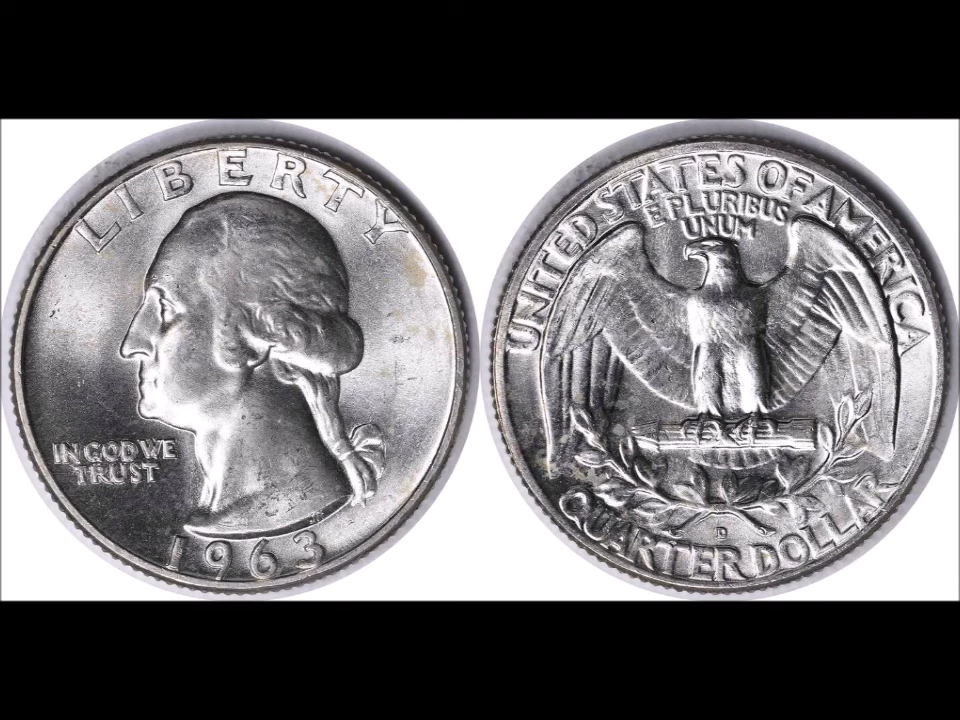 LIBERTY
IN GOD WE
TRUST
1963
UNITED STATES OF AMERICA
E PLURIBUS
UNUM
D
QUARTER DOLLAR